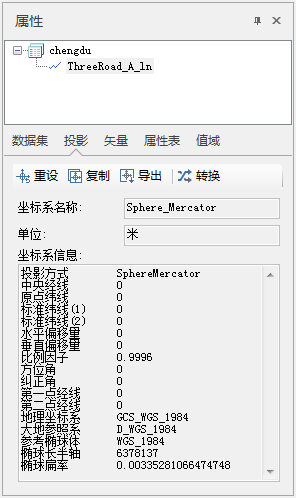 属性
chengdu
ThreeRoad_A_ln
数据集 投影 矢量 属性表 值域
重设 复制 导出 转换
坐标系名称: Sphere_Mercator
单位: 米
坐标系信息:
投影方式 SphereMercator
中央经线 0
原点纬线 0
标准纬线(1) 0
标准纬线(2) 0
水平偏移量 0
垂直偏移量 0
比例因子 0.9996
方位角 0
纠正角 0
第一点经线 0
第二点经线 0
地理坐标系 GCS_WGS_1984
大地参照系 D_WGS_1984
参考椭球体 WGS_1984
椭球长半轴 6378137
椭球扁率 0.00335281066474748